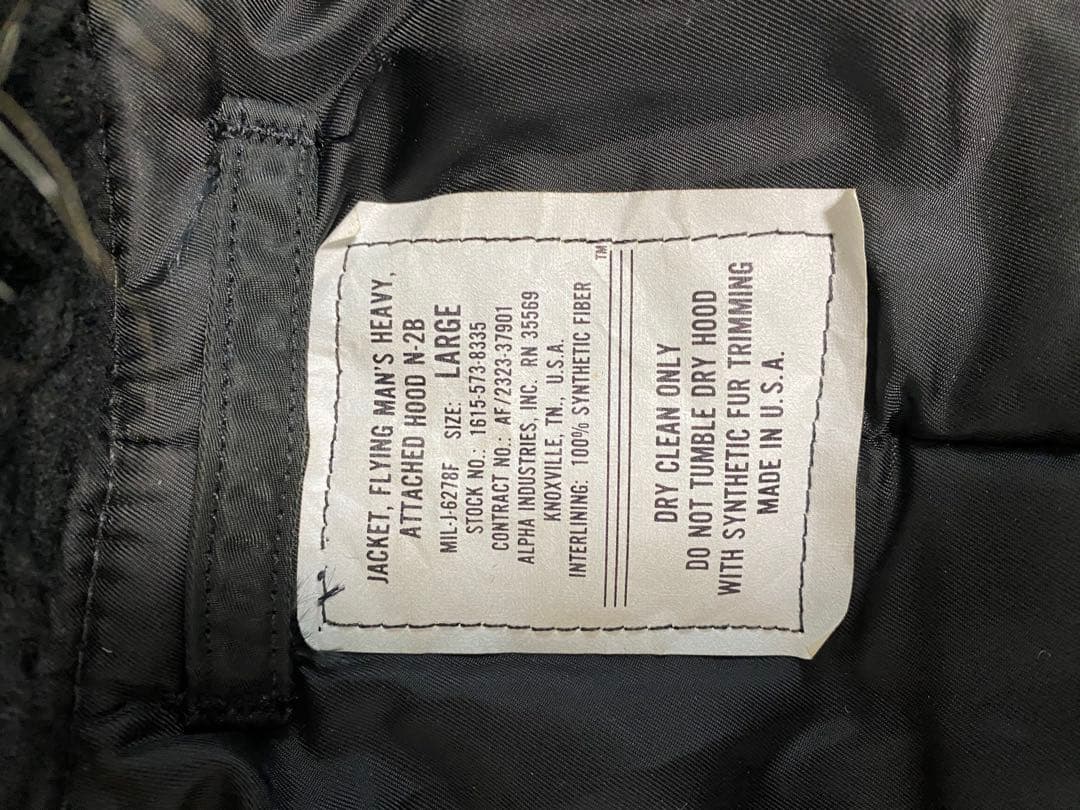 JACKET, FLYING MAN'S HEAVY,
ATTACHED HOOD N-2B
MIL-J-6278F SIZE: LARGE
STOCK NO.: 1615-573-8335
CONTRACT NO.: AF/2323-37901
ALPHA INDUSTRIES, INC. RN 35569
KNOXVILLE, TN., U.S.A.
INTERLINING: 100% SYNTHETIC FIBER
TM
DRY CLEAN ONLY
DO NOT TUMBLE DRY HOOD
WITH SYNTHETIC FUR TRIMMING
MADE IN U.S.A.